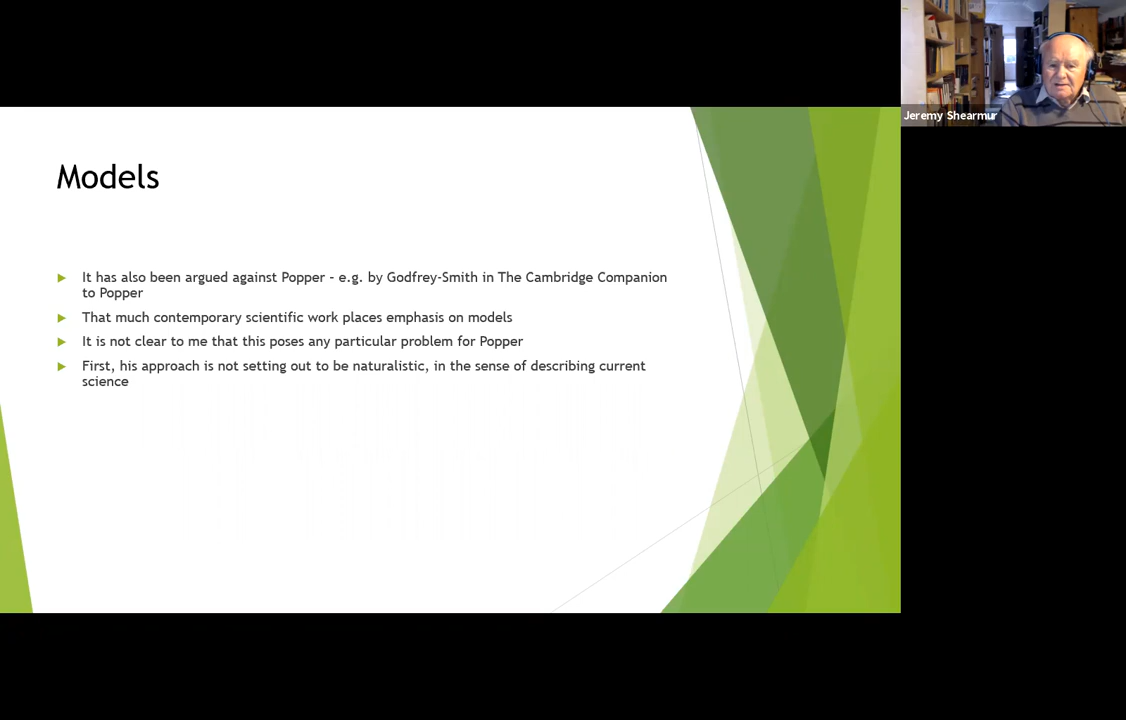 Jeremy Shearmur
Models
It has also been argued against Popper - e.g. by Godfrey-Smith in The Cambridge Companion
to Popper
That much contemporary scientific work places emphasis on models
It is not clear to me that this poses any particular problem for Popper
First, his approach is not setting out to be naturalistic, in the sense of describing current
science